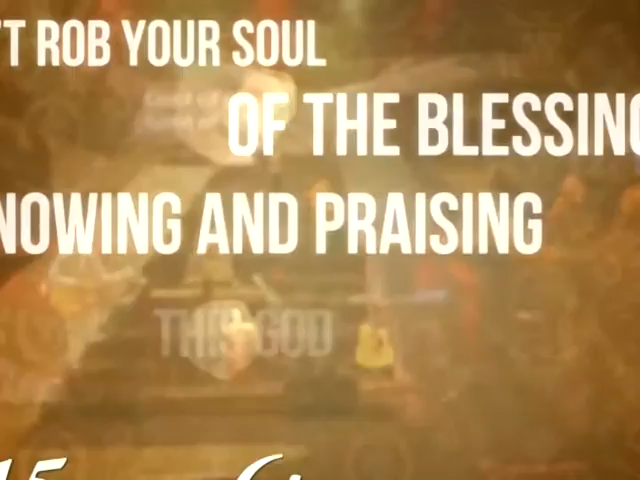 'T ROB YOUR SOUL
OF THE BLESSING
NOWING AND PRAISING
THIS GOD